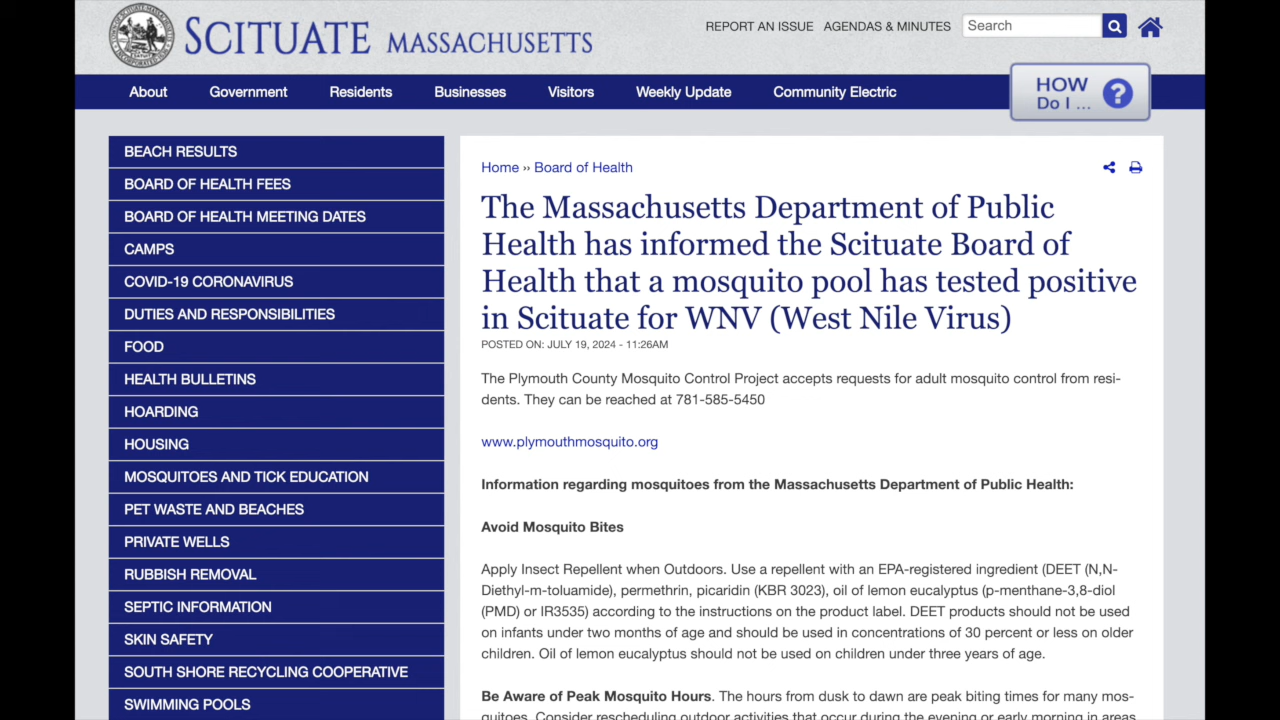 SCITUATE MASSACHUSETTS
REPORT AN ISSUE AGENDAS & MINUTES Search
About Government Residents Businesses Visitors Weekly Update Community Electric
HOW
Do I ... ?
BEACH RESULTS
BOARD OF HEALTH FEES
BOARD OF HEALTH MEETING DATES
CAMPS
COVID-19 CORONAVIRUS
DUTIES AND RESPONSIBILITIES
FOOD
HEALTH BULLETINS
HOARDING
HOUSING
MOSQUITOES AND TICK EDUCATION
PET WASTE AND BEACHES
PRIVATE WELLS
RUBBISH REMOVAL
SEPTIC INFORMATION
SKIN SAFETY
SOUTH SHORE RECYCLING COOPERATIVE
SWIMMING POOLS
Home ›› Board of Health
The Massachusetts Department of Public
Health has informed the Scituate Board of
Health that a mosquito pool has tested positive
in Scituate for WNV (West Nile Virus)
POSTED ON: JULY 19, 2024 - 11:26AM
The Plymouth County Mosquito Control Project accepts requests for adult mosquito control from resi-
dents. They can be reached at 781-585-5450
www.plymouthmosquito.org
Information regarding mosquitoes from the Massachusetts Department of Public Health:
Avoid Mosquito Bites
Apply Insect Repellent when Outdoors. Use a repellent with an EPA-registered ingredient (DEET (N,N-
Diethyl-m-toluamide), permethrin, picaridin (KBR 3023), oil of lemon eucalyptus (p-menthane-3,8-diol
(PMD) or IR3535) according to the instructions on the product label. DEET products should not be used
on infants under two months of age and should be used in concentrations of 30 percent or less on older
children. Oil of lemon eucalyptus should not be used on children under three years of age.
Be Aware of Peak Mosquito Hours. The hours from dusk to dawn are peak biting times for many mos-
quitoes. Consider rescheduling outdoor activities that occur during the evening or early morning in areas